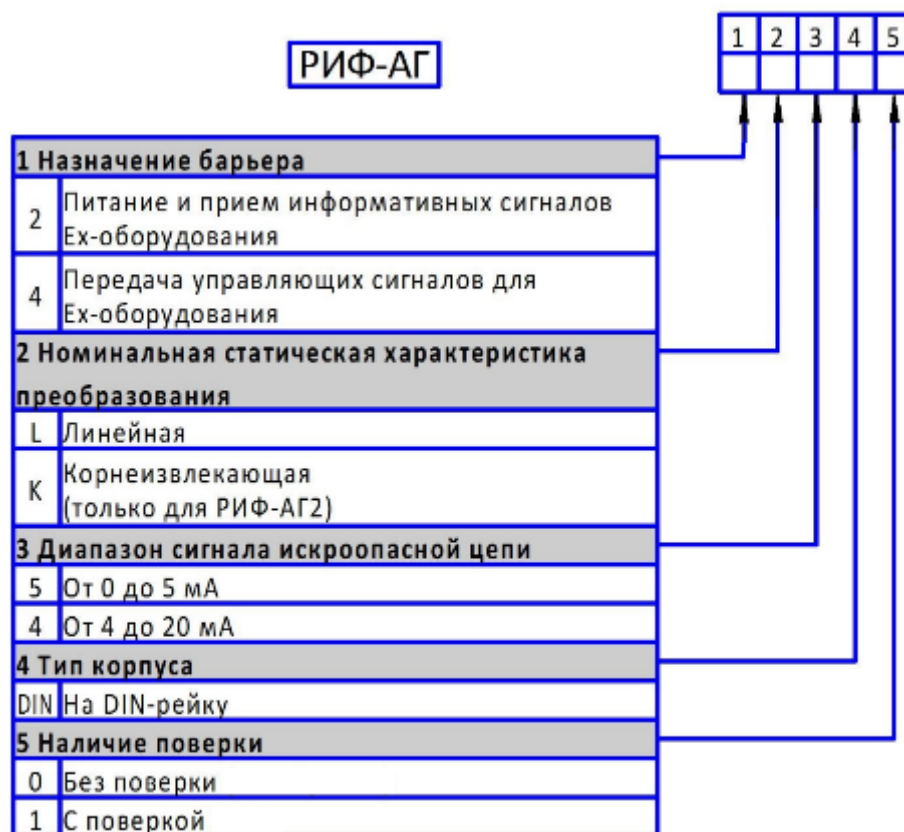 РИФ-АГ
1 2 3 4 5
1 Назначение барьера
2 Питание и прием информативных сигналов
Ex-оборудования
4 Передача управляющих сигналов для
Ex-оборудования
2 Номинальная статическая характеристика
преобразования
L Линейная
K Корнеизвлекающая
(только для РИФ-АГ2)
3 Диапазон сигнала искроопасной цепи
5 От 0 до 5 мА
4 От 4 до 20 мА
4 Тип корпуса
DIN На DIN-рейку
5 Наличие поверки
0 Без поверки
1 С поверкой